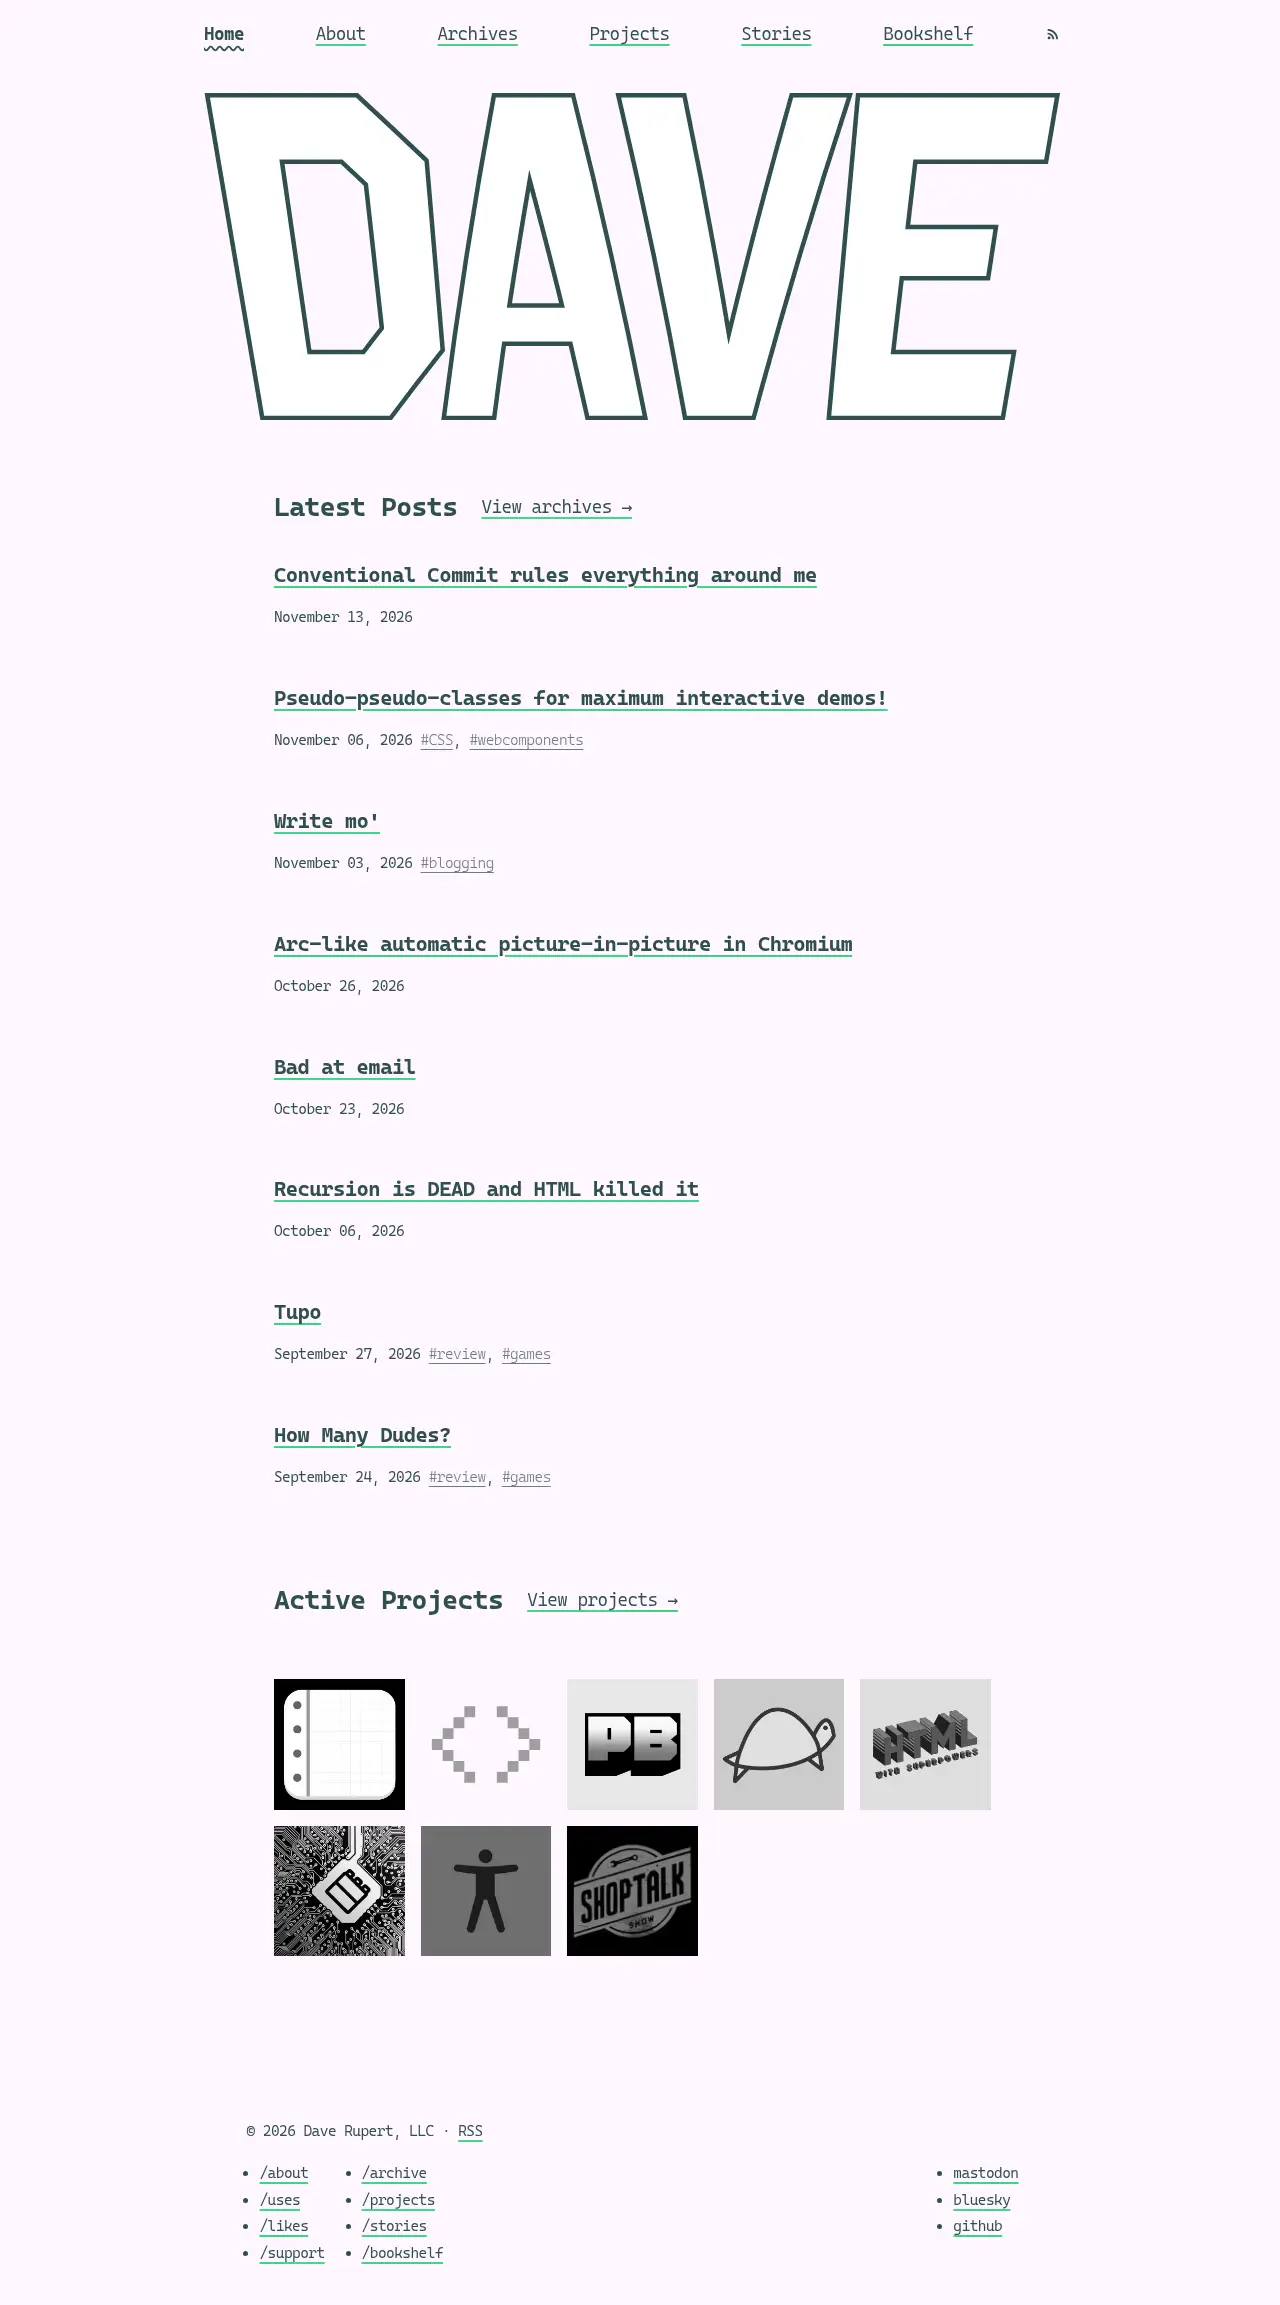 Home About Archives Projects Stories Bookshelf
DAVE
Latest Posts View archives →
Conventional Commit rules everything around me
November 13, 2026
Pseudo-pseudo-classes for maximum interactive demos!
November 06, 2026 #CSS, #webcomponents
Write mo'
November 03, 2026 #blogging
Arc-like automatic picture-in-picture in Chromium
October 26, 2026
Bad at email
October 23, 2026
Recursion is DEAD and HTML killed it
October 06, 2026
Tupo
September 27, 2026 #review, #games
How Many Dudes?
September 24, 2026 #review, #games
Active Projects View projects →
PB
HTML
WITH SUPERPOWERS
SHOP TALK
SHOW
© 2026 Dave Rupert, LLC · RSS
• /about • /archive • mastodon
• /uses • /projects • bluesky
• /likes • /stories • github
• /support • /bookshelf